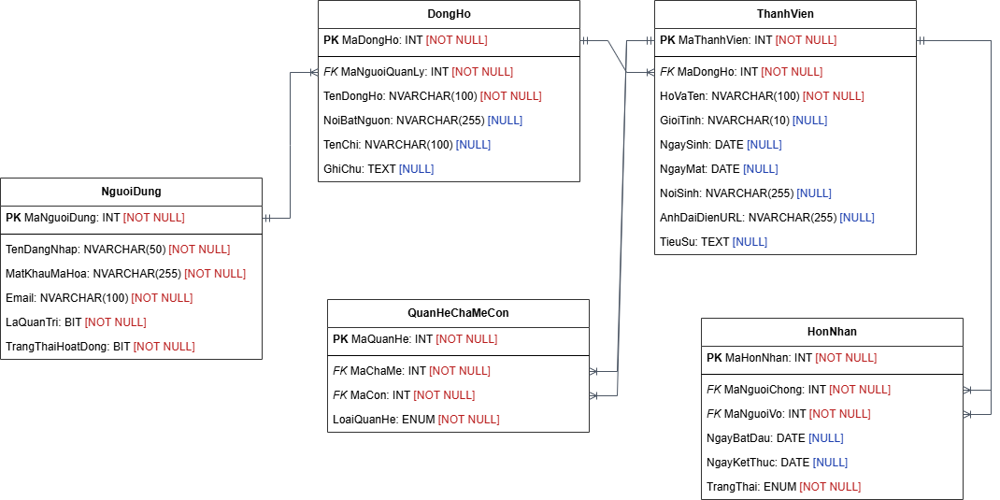 DongHo
PK MaDongHo: INT [NOT NULL]
FK MaNguoiQuanLy: INT [NOT NULL]
TenDongHo: NVARCHAR(100) [NOT NULL]
NoiBatNguon: NVARCHAR(255) [NULL]
TenChi: NVARCHAR(100) [NULL]
GhiChu: TEXT [NULL]
ThanhVien
PK MaThanhVien: INT [NOT NULL]
FK MaDongHo: INT [NOT NULL]
HoVaTen: NVARCHAR(100) [NOT NULL]
GioiTinh: NVARCHAR(10) [NULL]
NgaySinh: DATE [NULL]
NgayMat: DATE [NULL]
NoiSinh: NVARCHAR(255) [NULL]
AnhDaiDienURL: NVARCHAR(255) [NULL]
TieuSu: TEXT [NULL]
NguoiDung
PK MaNguoiDung: INT [NOT NULL]
TenDangNhap: NVARCHAR(50) [NOT NULL]
MatKhauMaHoa: NVARCHAR(255) [NOT NULL]
Email: NVARCHAR(100) [NOT NULL]
LaQuanTri: BIT [NOT NULL]
TrangThaiHoatDong: BIT [NOT NULL]
QuanHeChaMeCon
PK MaQuanHe: INT [NOT NULL]
FK MaChaMe: INT [NOT NULL]
FK MaCon: INT [NOT NULL]
LoaiQuanHe: ENUM [NOT NULL]
HonNhan
PK MaHonNhan: INT [NOT NULL]
FK MaNguoiChong: INT [NOT NULL]
FK MaNguoiVo: INT [NOT NULL]
NgayBatDau: DATE [NULL]
NgayKetThuc: DATE [NULL]
TrangThai: ENUM [NOT NULL]